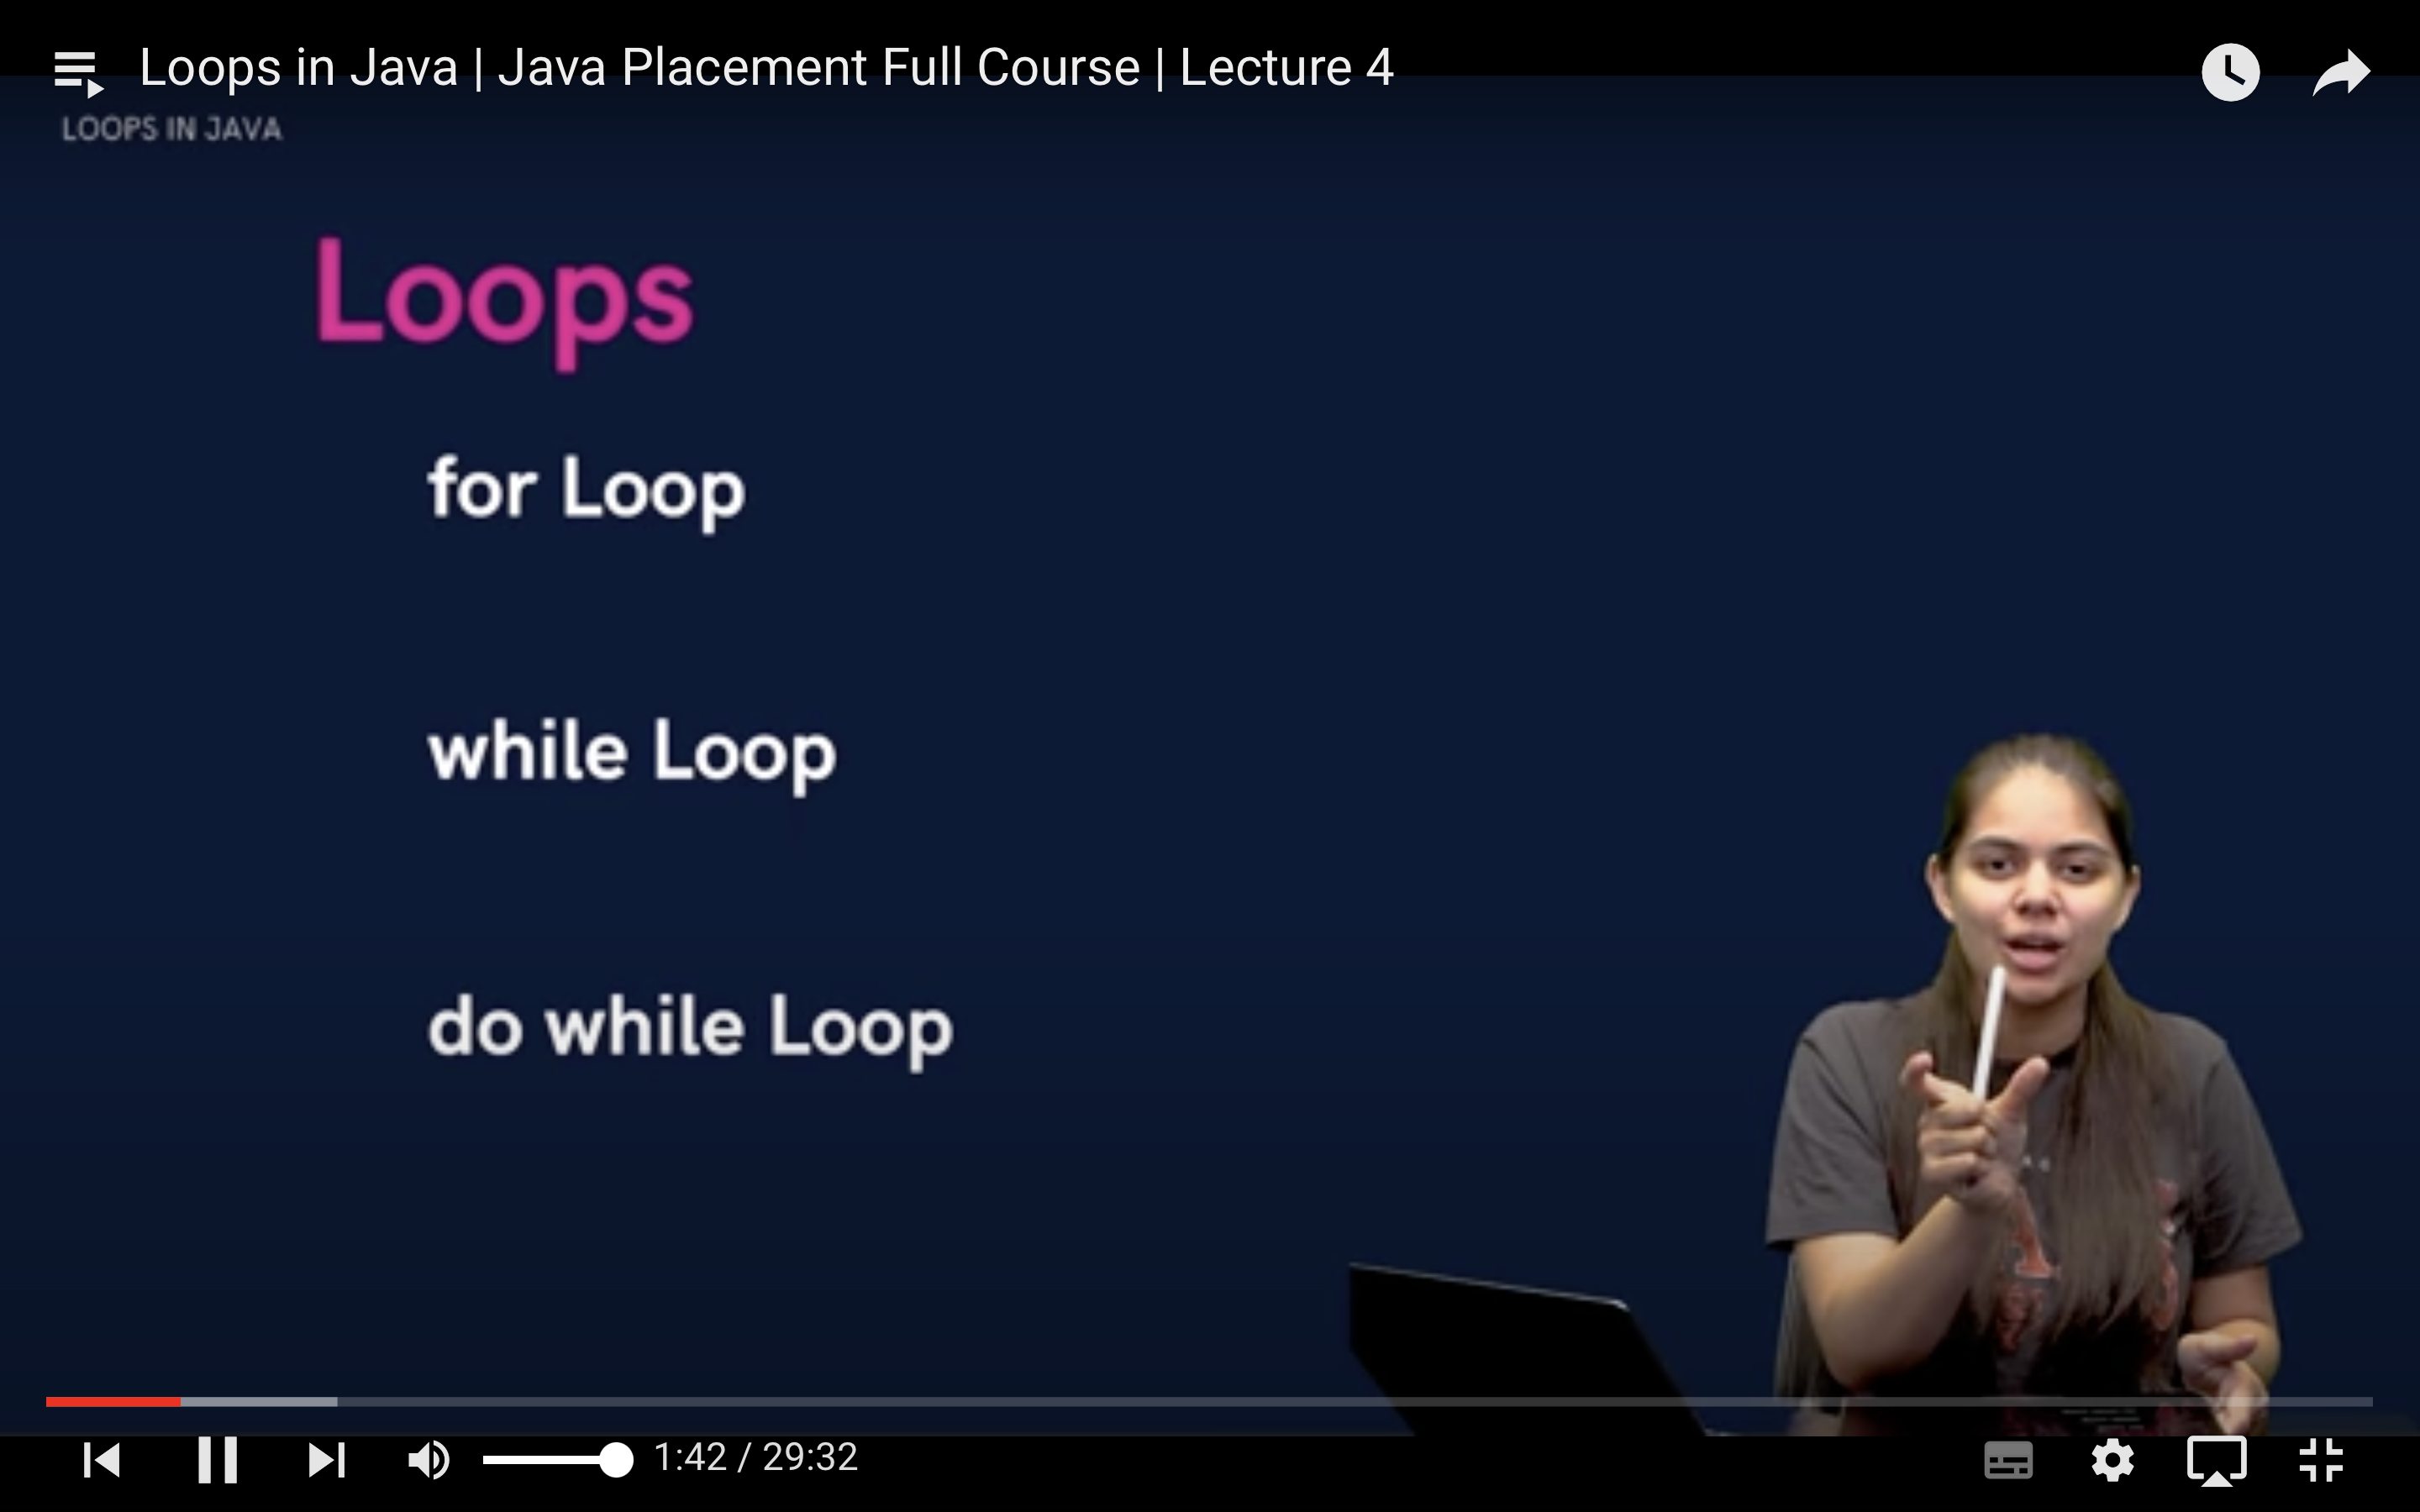 Loops in Java | Java Placement Full Course | Lecture 4
LOOPS IN JAVA
Loops
for Loop
while Loop
do while Loop
1:42 / 29:32